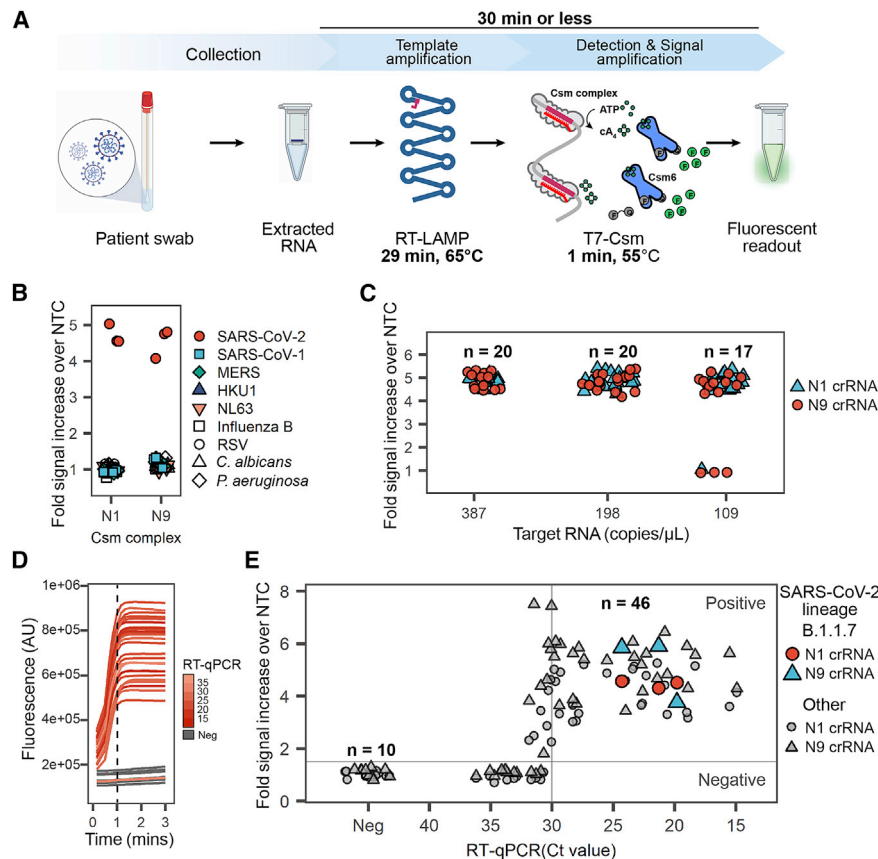 A
30 min or less
Collection
Template
amplification
Detection & Signal
amplification
Csm complex
ATP
cA4
Csm6
F
F
F
F
F
F
F
F
F
F
F
F
F
F
Q
Patient swab
Extracted
RNA
RT-LAMP
29 min, 65°C
T7-Csm
1 min, 55°C
Fluorescent
readout
B
Fold signal increase over NTC
5
4
3
2
1
N1
N9
Csm complex
SARS-CoV-2
SARS-CoV-1
MERS
HKU1
NL63
Influenza B
RSV
C. albicans
P. aeruginosa
C
Fold signal increase over NTC
6
5
4
3
2
1
n = 20
n = 20
n = 17
387
198
109
Target RNA (copies/μL)
N1 crRNA
N9 crRNA
D
Fluorescence (AU)
1e+06
8e+05
6e+05
4e+05
2e+05
0
1
2
3
Time (mins)
RT-qPCR
35
30
25
20
15
Neg
E
Fold signal increase over NTC
8
6
4
2
0
n = 10
n = 46
Positive
Negative
Neg
40
35
30
25
20
15
RT-qPCR(Ct value)
SARS-CoV-2
lineage
B.1.1.7
N1 crRNA
N9 crRNA
Other
N1 crRNA
N9 crRNA